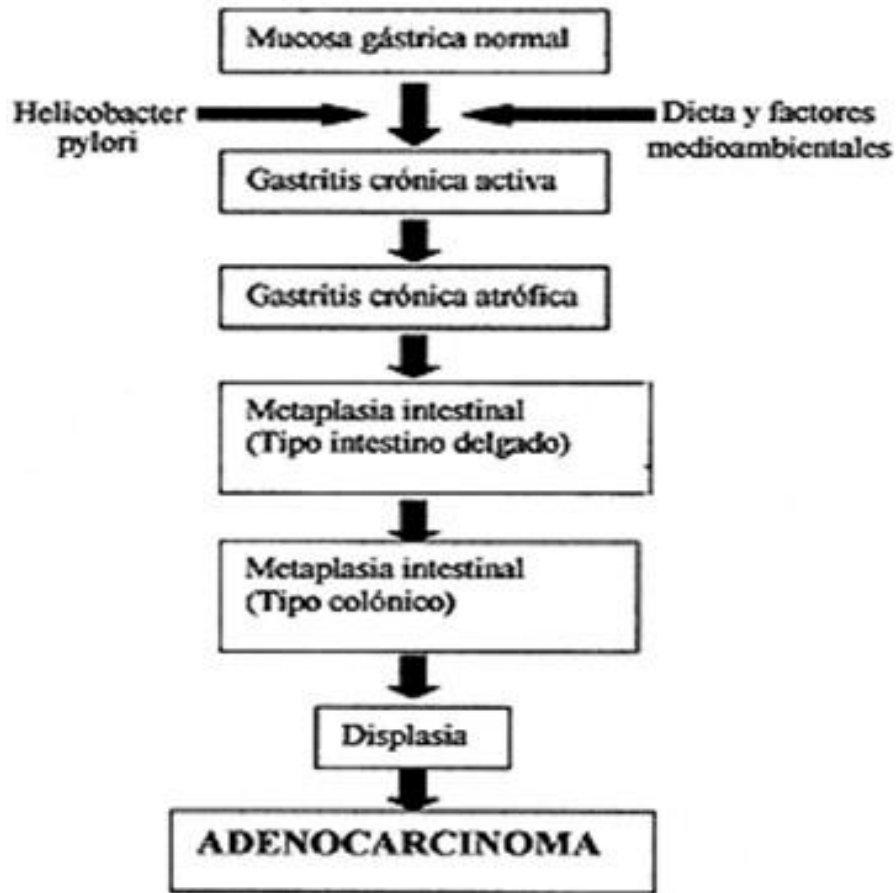 Mucosa gástrica normal
Helicobacter
pylori
Dieta y factores
medioambientales
Gastritis crónica activa
Gastritis crónica atrófica
Metaplasia intestinal
(Tipo intestino delgado)
Metaplasia intestinal
(Tipo colónico)
Displasia
ADENOCARCINOMA